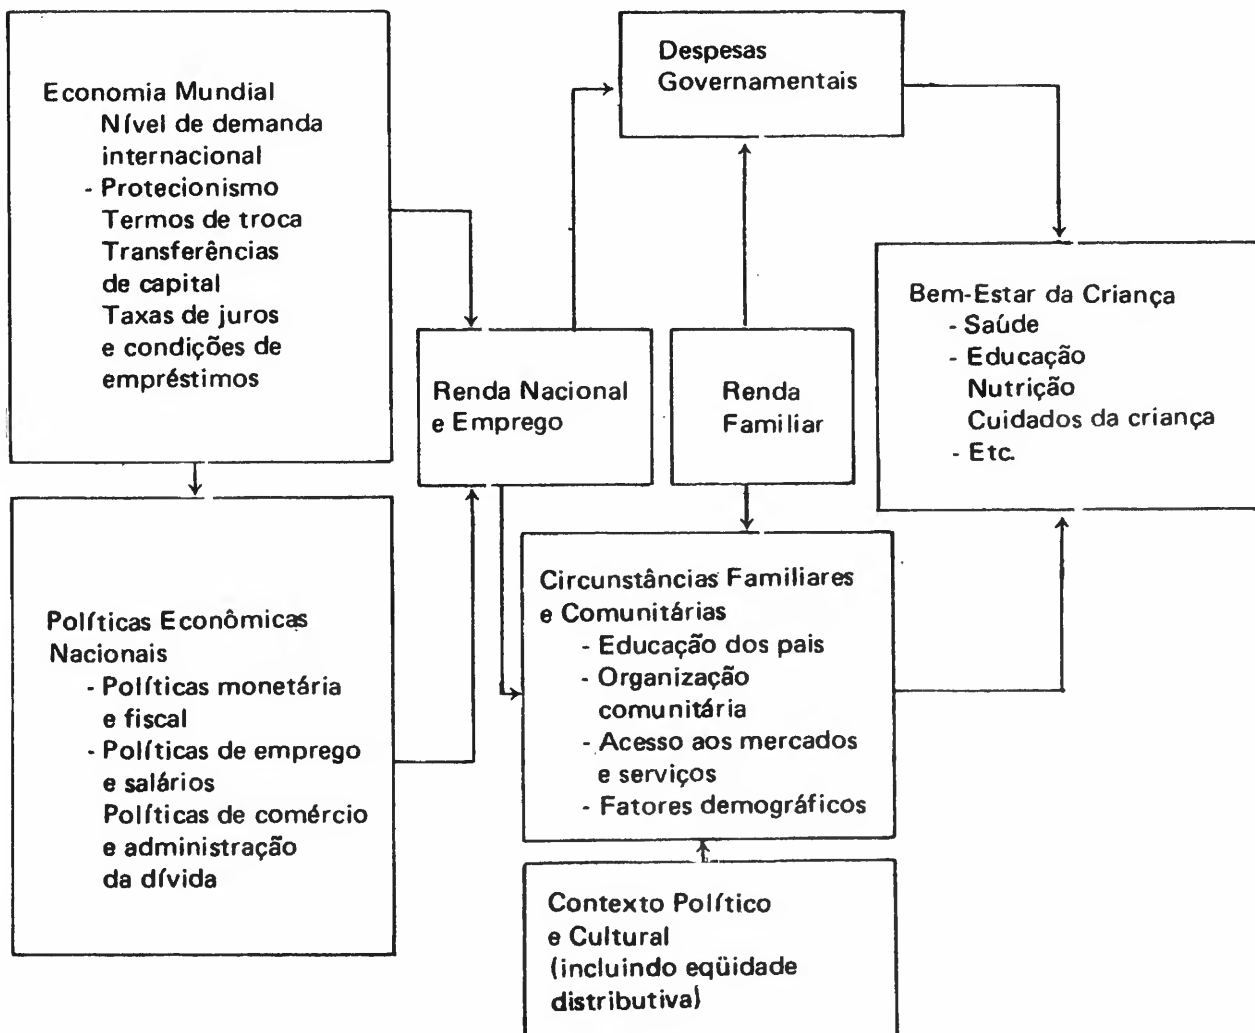 Economia Mundial
Nível de demanda
internacional
- Protecionismo
Termos de troca
Transferências
de capital
Taxas de juros
e condições de
empréstimos
Despesas
Governamentais
Renda Nacional
e Emprego
Renda
Familiar
Bem-Estar da Criança
- Saúde
- Educação
Nutrição
Cuidados da criança
- Etc.
Políticas Econômicas
Nacionais
- Políticas monetária
e fiscal
- Políticas de emprego
e salários
Políticas de comércio
e administração
da dívida
Circunstâncias Familiares
e Comunitárias
- Educação dos pais
- Organização
comunitária
- Acesso aos mercados
e serviços
- Fatores demográficos
Contexto Político
e Cultural
(incluindo eqüidade
distributiva)